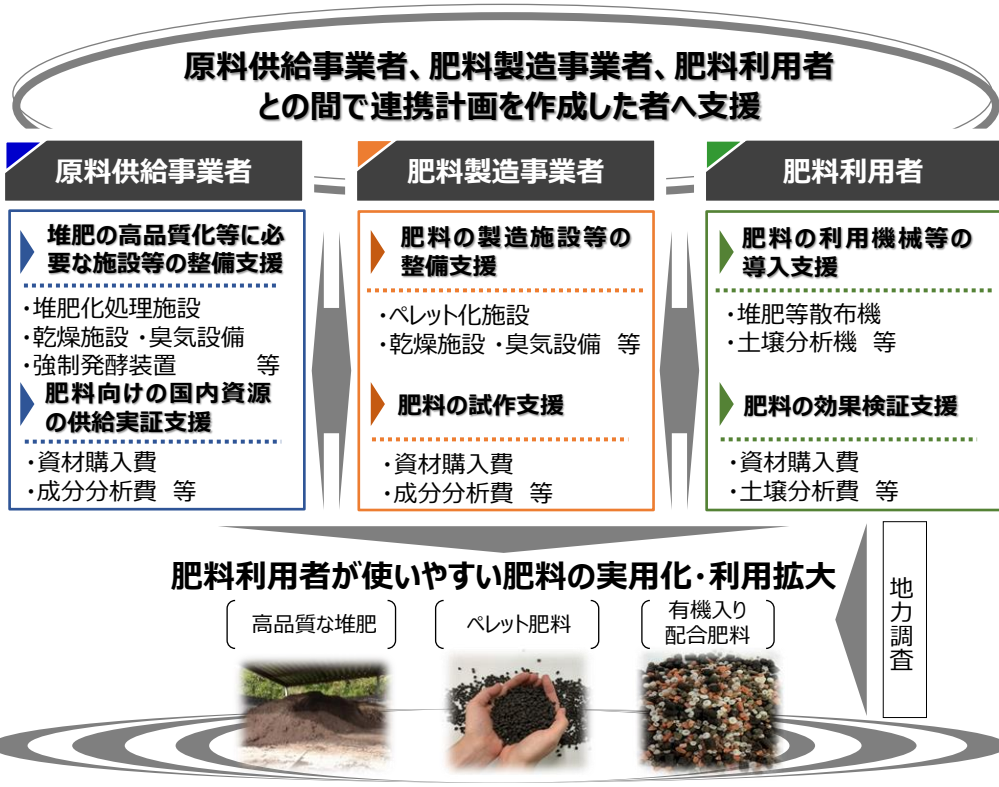 原料供給事業者、肥料製造事業者、肥料利用者
との間で連携計画を作成した者へ支援
原料供給事業者
堆肥の高品質化等に必
要な施設等の整備支援
・堆肥化処理施設
・乾燥施設・臭気設備
・強制発酵装置 等
肥料向けの国内資源
の供給実証支援
・資材購入費
・成分分析費 等
肥料製造事業者
肥料の製造施設等の
整備支援
・ペレット化施設
・乾燥施設・臭気設備 等
肥料の試作支援
・資材購入費
・成分分析費 等
肥料利用者
肥料の利用機械等の
導入支援
・堆肥等散布機
・土壌分析機 等
肥料の効果検証支援
・資材購入費
・土壌分析費 等
肥料利用者が使いやすい肥料の実用化・利用拡大
高品質な堆肥
ペレット肥料
有機入り
配合肥料
地力調査